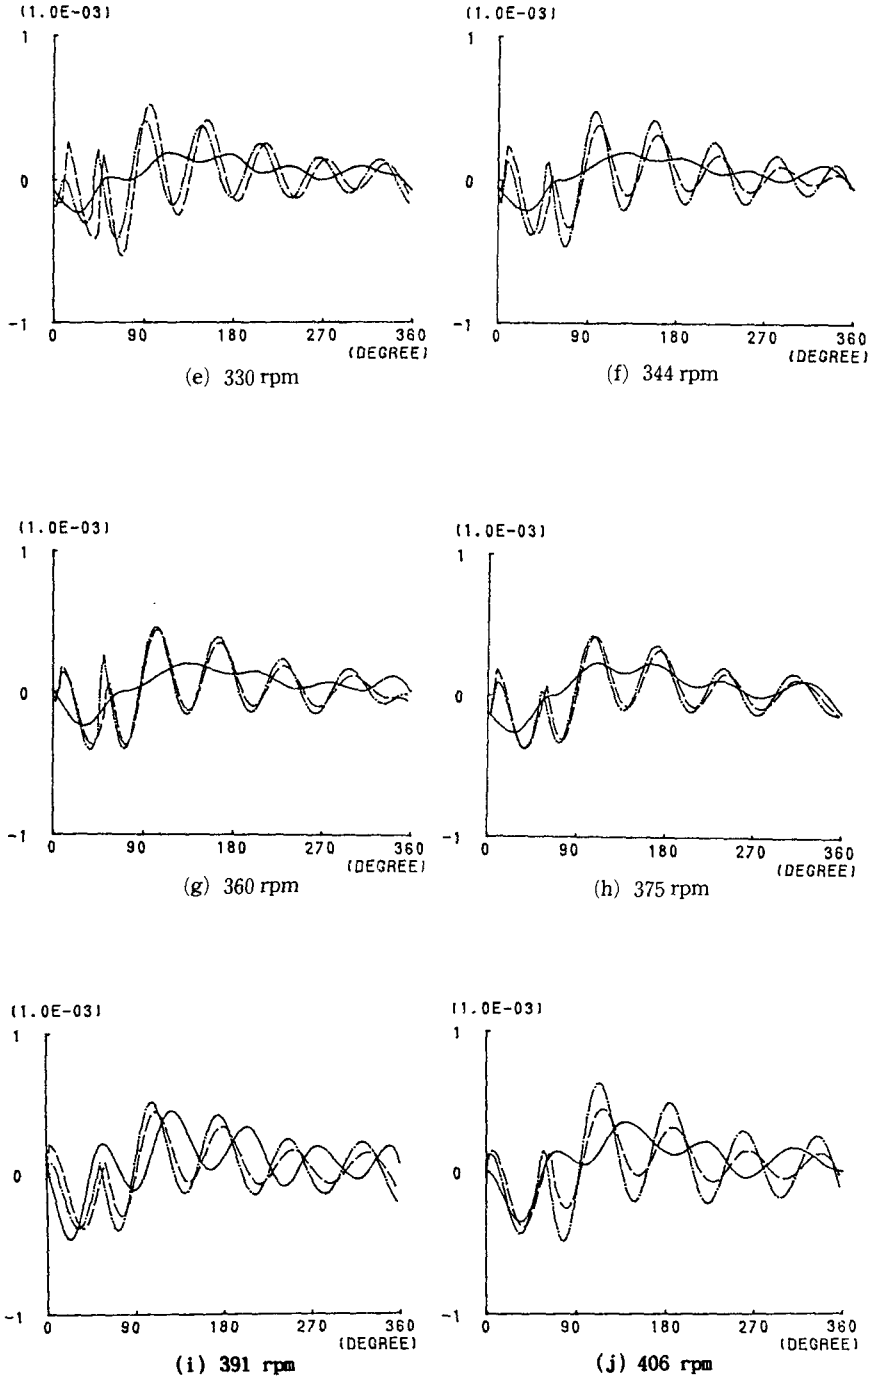 (1.0E-03)
1
0
-1
0 90 180 270 360
(DEGREE)
(e) 330 rpm
(1.0E-03)
1
0
-1
0 90 180 270 360
(DEGREE)
(f) 344 rpm
(1.0E-03)
1
0
-1
0 90 180 270 360
(DEGREE)
(g) 360 rpm
(1.0E-03)
1
0
-1
0 90 180 270 360
(DEGREE)
(h) 375 rpm
(1.0E-03)
1
0
-1
0 90 180 270 360
(DEGREE)
(i) 391 rpm
(1.0E-03)
1
0
-1
0 90 180 270 360
(DEGREE)
(j) 406 rpm